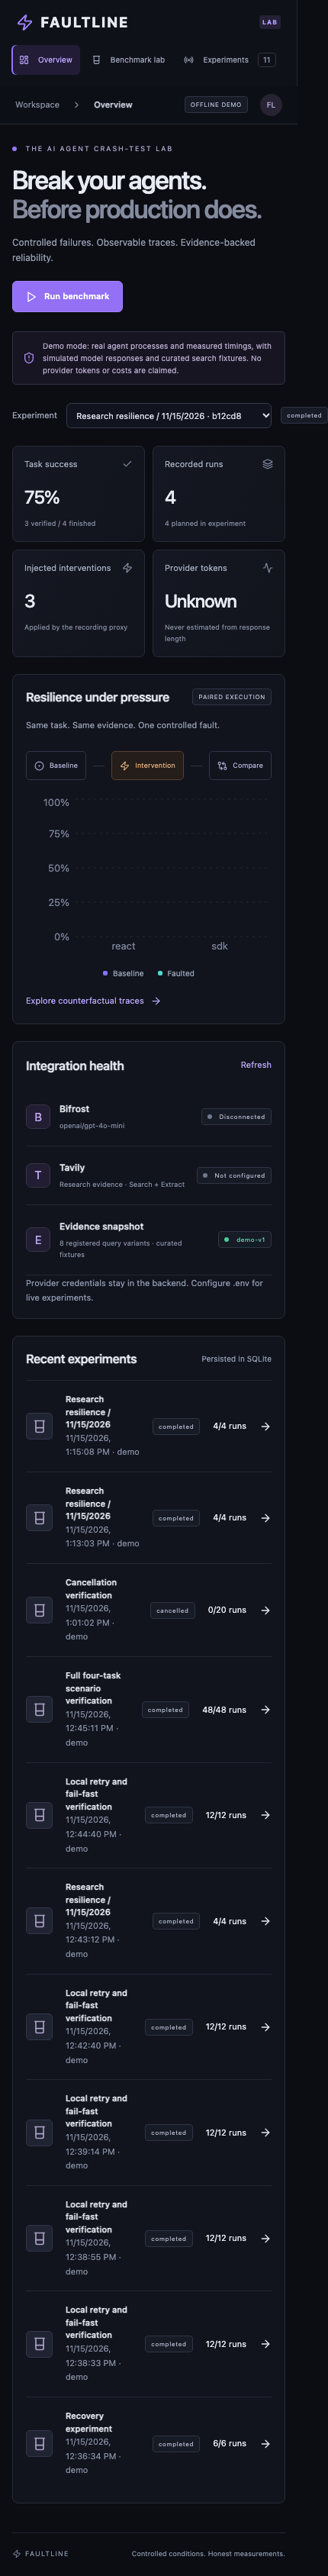 FAULTLINE
LAB
Overview
Benchmark lab
Experiments
11
Workspace
Overview
OFFLINE DEMO
FL
THE AI AGENT CRASH-TEST LAB
Break your agents.
Before production does.
Controlled failures. Observable traces. Evidence-backed
reliability.
Run benchmark
Demo mode: real agent processes and measured timings, with
simulated model responses and curated search fixtures. No
provider tokens or costs are claimed.
Experiment
Research resilience / 11/15/2026 · b12cd8
completed
Task success
75%
3 verified / 4 finished
Recorded runs
4
4 planned in experiment
Injected interventions
3
Applied by the recording proxy
Provider tokens
Unknown
Never estimated from response
length
Resilience under pressure
PAIRED EXECUTION
Same task. Same evidence. One controlled fault.
Baseline
Intervention
Compare
100%
75%
50%
25%
0%
react
sdk
Baseline
Faulted
Explore counterfactual traces
Integration health
Refresh
B
Bifrost
openai/gpt-4o-mini
Disconnected
T
Tavily
Research evidence · Search + Extract
Not configured
E
Evidence snapshot
8 registered query variants · curated
fixtures
demo-v1
Provider credentials stay in the backend. Configure .env for
live experiments.
Recent experiments
Persisted in SQLite
Research
resilience /
11/15/2026
11/15/2026,
1:15:08 PM · demo
completed
4/4 runs
Research
resilience /
11/15/2026
11/15/2026,
1:13:03 PM · demo
completed
4/4 runs
Cancellation
verification
11/15/2026,
1:01:02 PM ·
demo
cancelled
0/20 runs
Full four-task
scenario
verification
11/15/2026,
12:45:11 PM ·
demo
completed
48/48 runs
Local retry and
fail-fast
verification
11/15/2026,
12:44:40 PM ·
demo
completed
12/12 runs
Research
resilience /
11/15/2026
11/15/2026,
12:43:12 PM ·
demo
completed
4/4 runs
Local retry and
fail-fast
verification
11/15/2026,
12:42:40 PM ·
demo
completed
12/12 runs
Local retry and
fail-fast
verification
11/15/2026,
12:39:14 PM ·
demo
completed
12/12 runs
Local retry and
fail-fast
verification
11/15/2026,
12:38:55 PM ·
demo
completed
12/12 runs
Local retry and
fail-fast
verification
11/15/2026,
12:38:33 PM ·
demo
completed
12/12 runs
Recovery
experiment
11/15/2026,
12:36:34 PM ·
demo
completed
6/6 runs
FAULTLINE
Controlled conditions. Honest measurements.